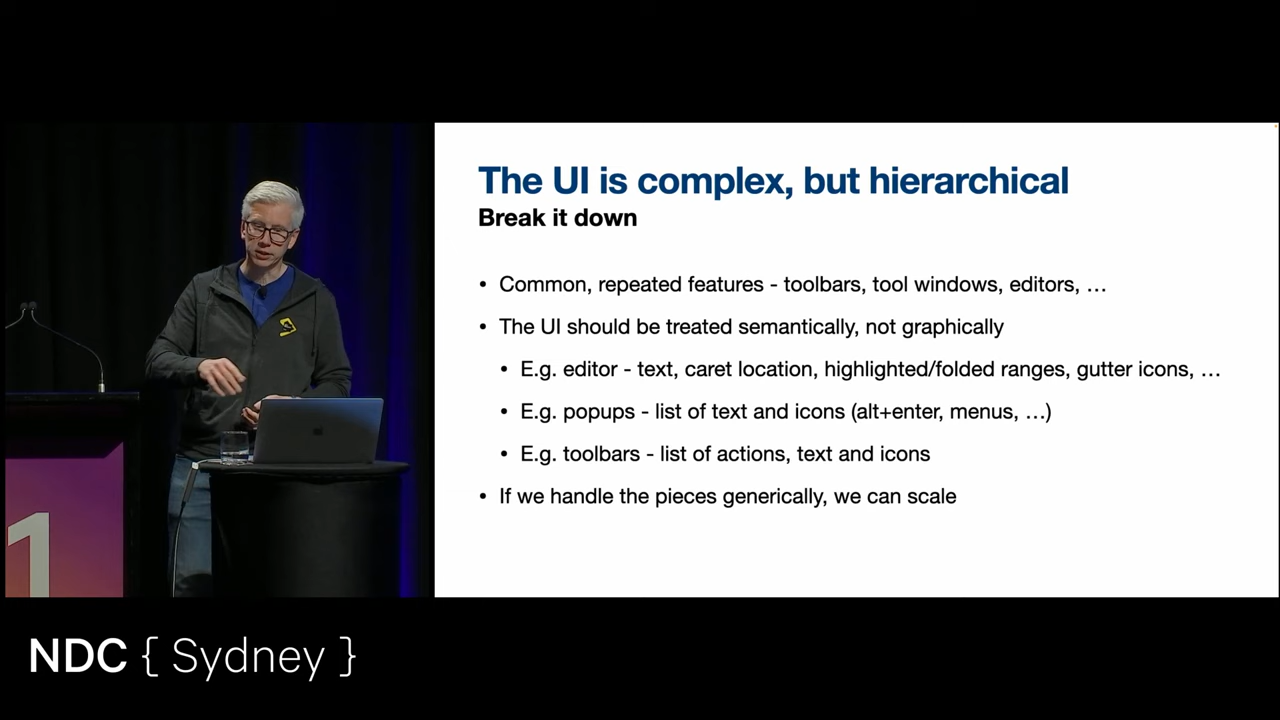 The UI is complex, but hierarchical
Break it down
• Common, repeated features - toolbars, tool windows, editors, …
• The UI should be treated semantically, not graphically
• E.g. editor - text, caret location, highlighted/folded ranges, gutter icons, …
• E.g. popups - list of text and icons (alt+enter, menus, …)
• E.g. toolbars - list of actions, text and icons
• If we handle the pieces generically, we can scale
1
NDC { Sydney }